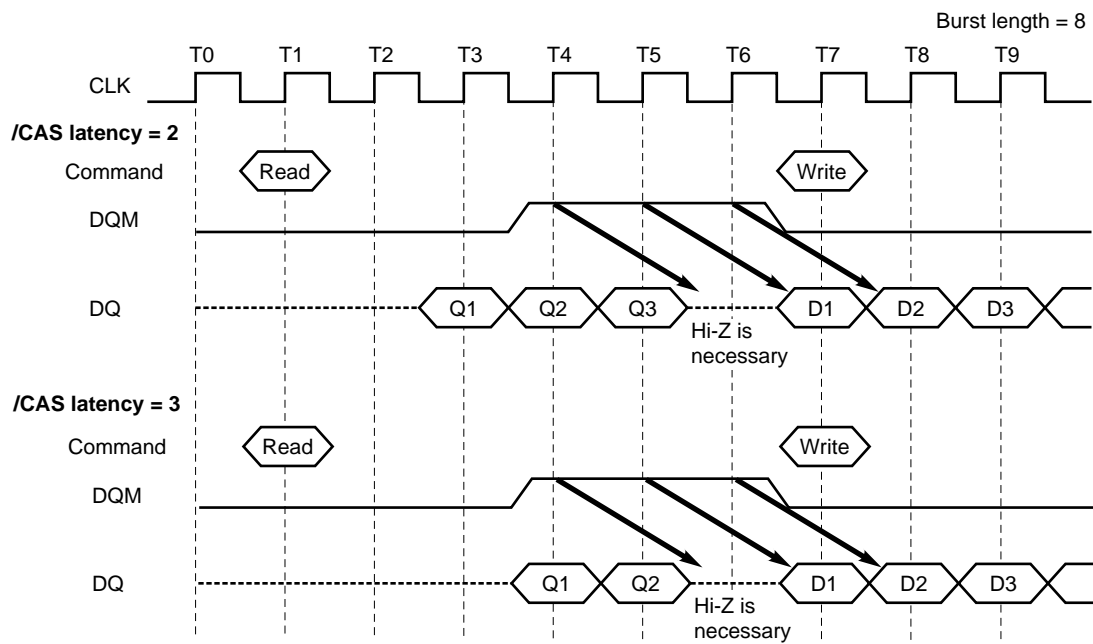 Burst length = 8
T0 T1 T2 T3 T4 T5 T6 T7 T8 T9
CLK
/CAS latency = 2
Command Read Write
DQM
DQ Q1 Q2 Q3 D1 D2 D3
Hi-Z is
necessary
/CAS latency = 3
Command Read Write
DQM
DQ Q1 Q2 D1 D2 D3
Hi-Z is
necessary